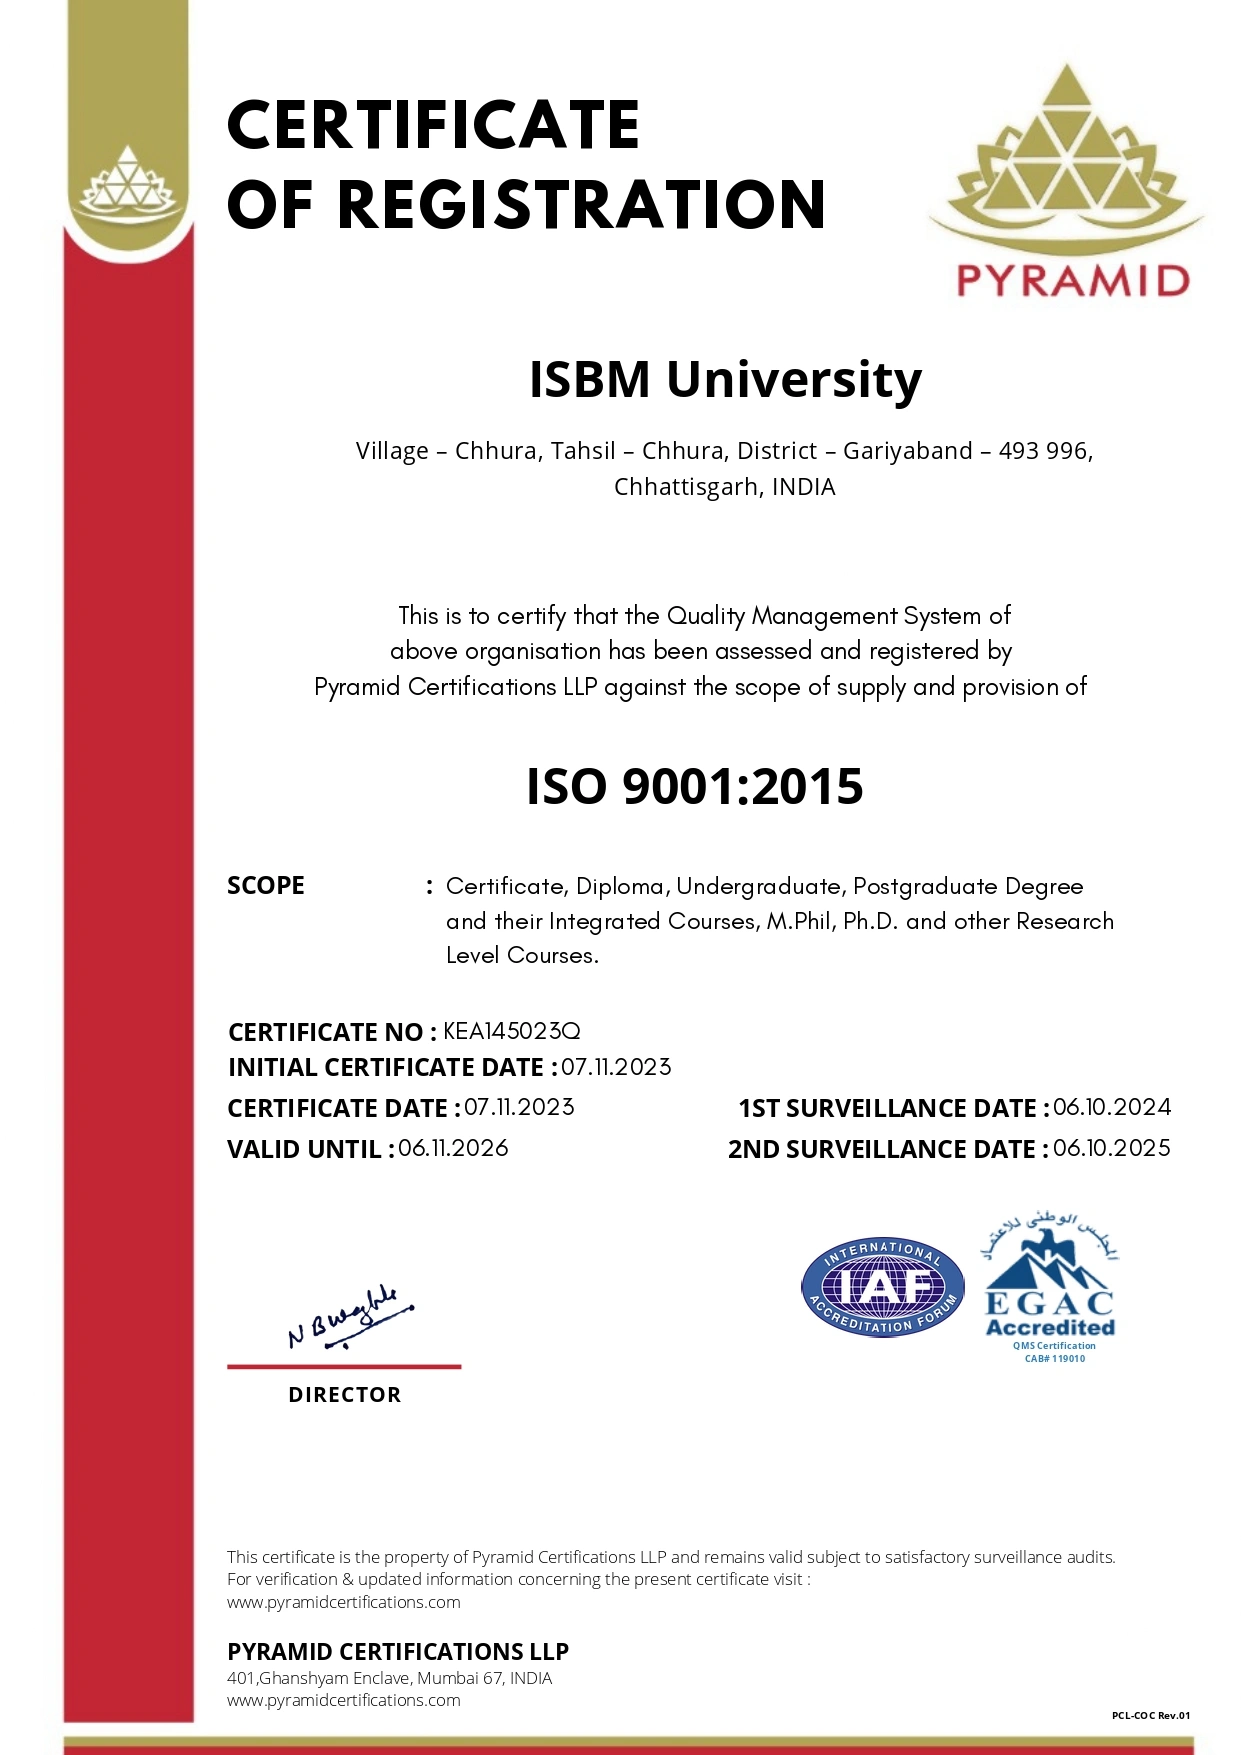 CERTIFICATE
OF REGISTRATION
PYRAMID
ISBM University
Village – Chhura, Tahsil – Chhura, District – Gariyaband – 493 996,
Chhattisgarh, INDIA
This is to certify that the Quality Management System of
above organisation has been assessed and registered by
Pyramid Certifications LLP against the scope of supply and provision of
ISO 9001:2015
SCOPE : Certificate, Diploma, Undergraduate, Postgraduate Degree
and their Integrated Courses, M.Phil, Ph.D. and other Research
Level Courses.
CERTIFICATE NO : KEA145023Q
INITIAL CERTIFICATE DATE : 07.11.2023
CERTIFICATE DATE : 07.11.2023 1ST SURVEILLANCE DATE : 06.10.2024
VALID UNTIL : 06.11.2026 2ND SURVEILLANCE DATE : 06.10.2025
INTERNATIONAL
IAF
ACCREDITATION FORUM
المجلس الوطنى للاعتماد
EGAC
Accredited
QMS Certification
CAB# 119010
DIRECTOR
This certificate is the property of Pyramid Certifications LLP and remains valid subject to satisfactory surveillance audits.
For verification & updated information concerning the present certificate visit :
www.pyramidcertifications.com
PYRAMID CERTIFICATIONS LLP
401,Ghanshyam Enclave, Mumbai 67, INDIA
www.pyramidcertifications.com
PCL-COC Rev.01